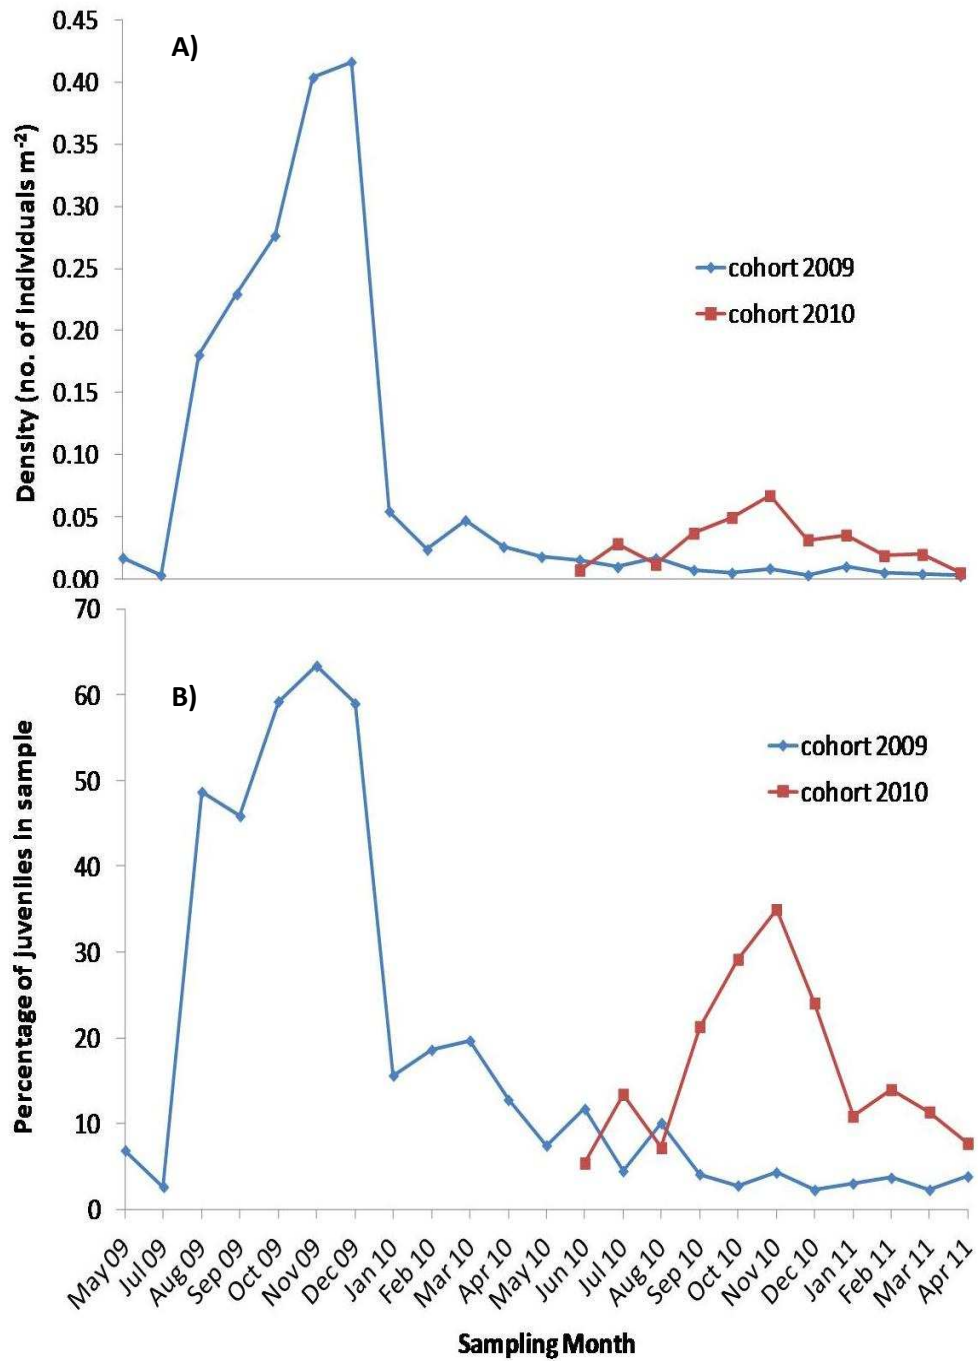 A)
Density (no. of individuals m-2)
0.45
0.40
0.35
0.30
0.25
0.20
0.15
0.10
0.05
0.00
cohort 2009
cohort 2010
B)
Percentage of juveniles in sample
70
60
50
40
30
20
10
0
cohort 2009
cohort 2010
May 09
Jul 09
Aug 09
Sep 09
Oct 09
Nov 09
Dec 09
Jan 10
Feb 10
Mar 10
Apr 10
May 10
Jun 10
Jul 10
Aug 10
Sep 10
Oct 10
Nov 10
Dec 10
Jan 11
Feb 11
Mar 11
Apr 11
Sampling Month